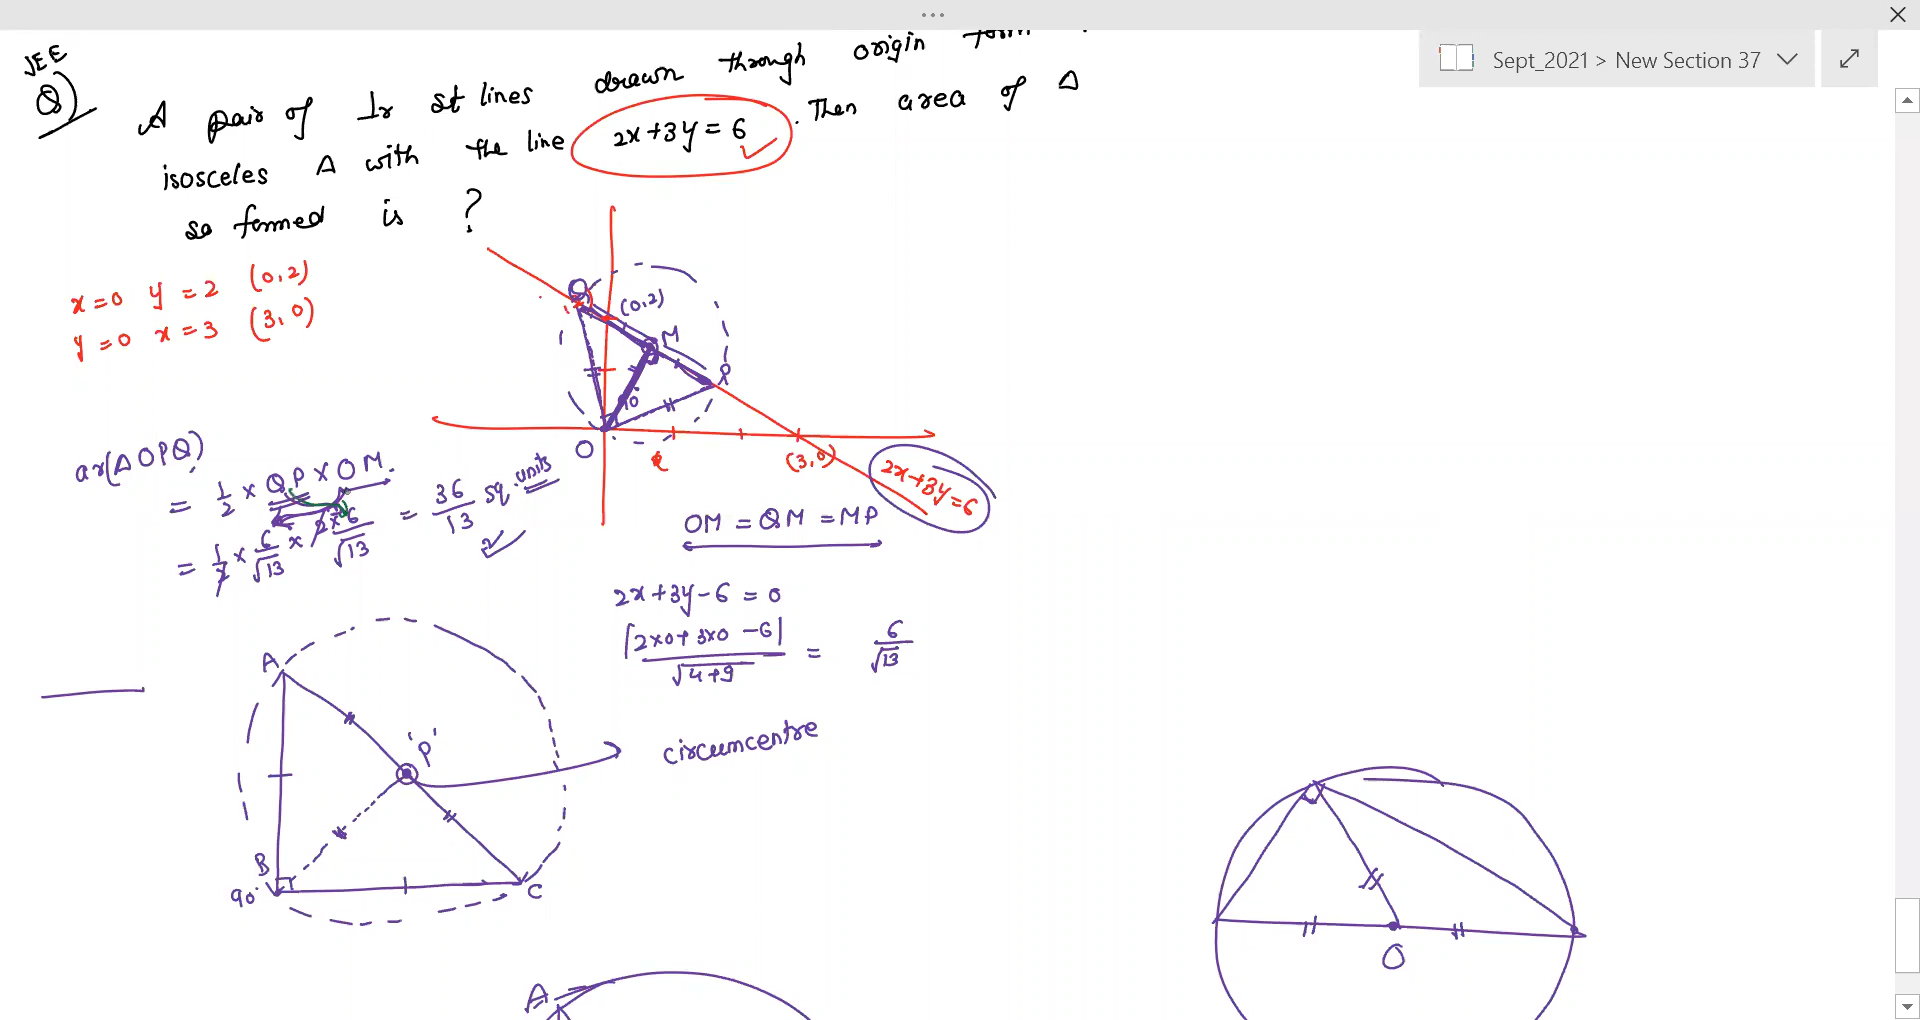 Sept_2021 > New Section 37
JEE
Q) A pair of ⊥r st lines drawn through origin form
isosceles Δ with the line 2x+3y=6. Then area of Δ
so formed is ?
x=0 y=2 (0,2)
y=0 x=3 (3,0)
Q
(0,2)
M
P
O
(3,0)
2x+3y=6
ar(ΔOPQ)
= 1/2 × QP × OM.
= 1/2 × 6/√13 × 2×6/√13 = 36/13 sq. units
OM = QM = MP
2x+3y-6 = 0
|2×0+3×0-6|/√4+9 = 6/√13
A
'P'
circumcentre
B
90°
C
O
A